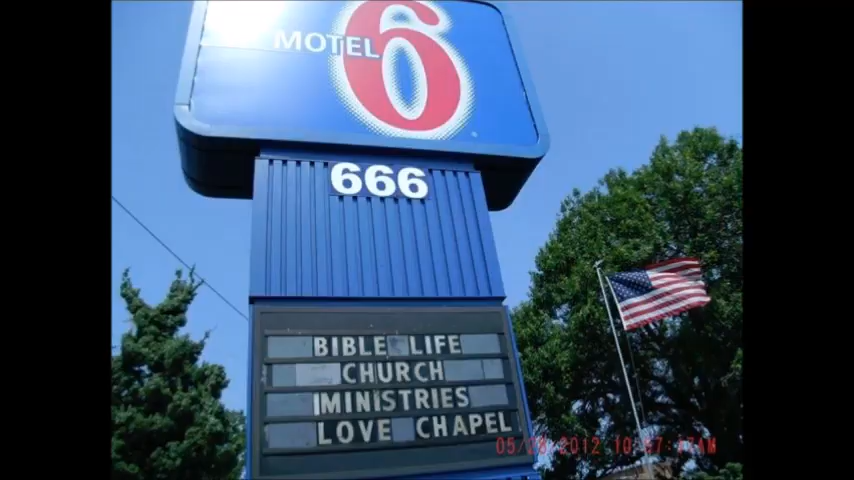 MOTEL 6
666
BIBLE LIFE
CHURCH
MINISTRIES
LOVE CHAPEL